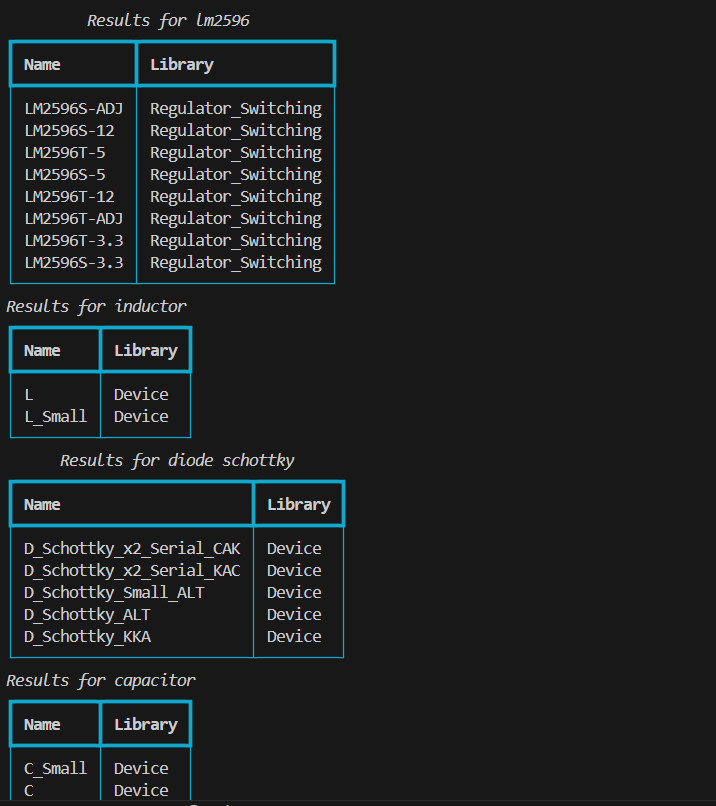 Results for lm2596
Name Library
LM2596S-ADJ Regulator_Switching
LM2596S-12 Regulator_Switching
LM2596T-5 Regulator_Switching
LM2596S-5 Regulator_Switching
LM2596T-12 Regulator_Switching
LM2596T-ADJ Regulator_Switching
LM2596T-3.3 Regulator_Switching
LM2596S-3.3 Regulator_Switching
Results for inductor
Name Library
L Device
L_Small Device
Results for diode schottky
Name Library
D_Schottky_x2_Serial_CAK Device
D_Schottky_x2_Serial_KAC Device
D_Schottky_Small_ALT Device
D_Schottky_ALT Device
D_Schottky_KKA Device
Results for capacitor
Name Library
C_Small Device
C Device